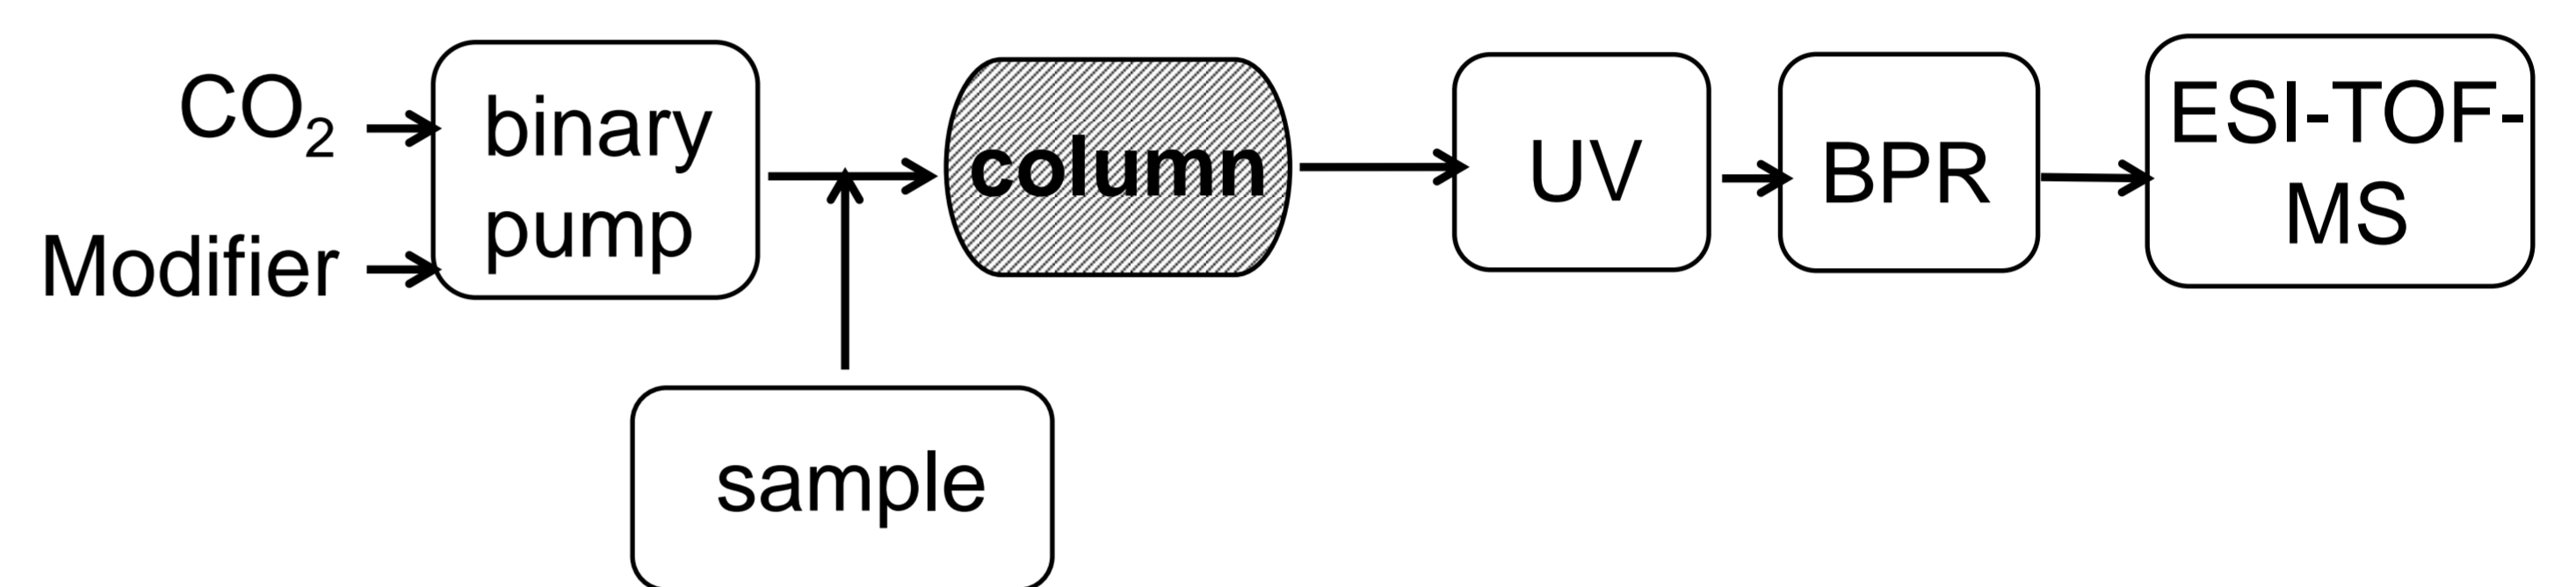 CO₂
Modifier
binary
pump
sample
column
UV
BPR
ESI-TOF-
MS